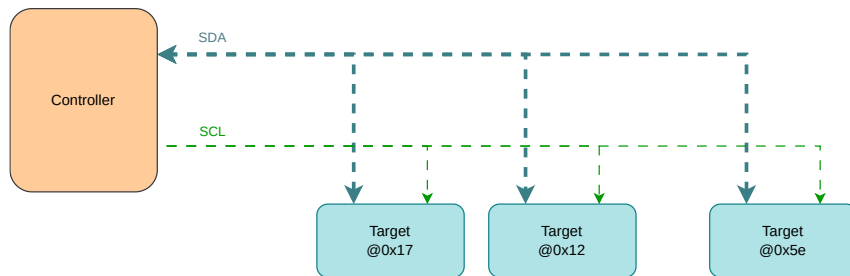 SDA
Controller
SCL
Target
@0x17
Target
@0x12
Target
@0x5e